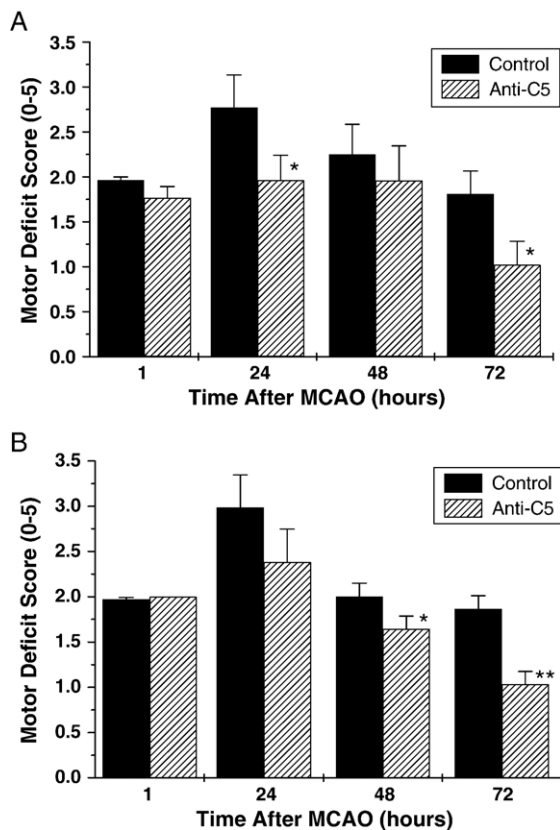 A
Motor Deficit Score (0-5)
3.5
3.0
2.5
2.0
1.5
1.0
0.5
0.0
Control
Anti-C5
*
*
1 24 48 72
Time After MCAO (hours)
B
Motor Deficit Score (0-5)
3.5
3.0
2.5
2.0
1.5
1.0
0.5
0.0
Control
Anti-C5
*
**
1 24 48 72
Time After MCAO (hours)